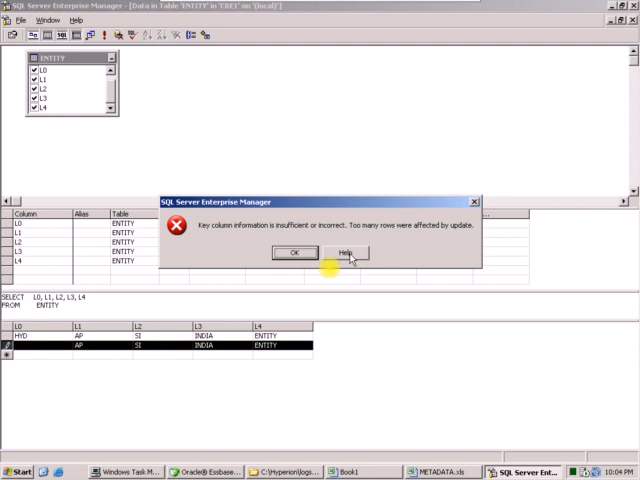 SQL Server Enterprise Manager - [Data in Table 'ENTITY' in 'CRE1' on '(local)']
File Window Help
SQL
ENTITY
L0
L1
L2
L3
L4
Column Alias Table
L0 ENTITY
L1 ENTITY
L2 ENTITY
L3 ENTITY
L4 ENTITY
SQL Server Enterprise Manager
Key column information is insufficient or incorrect. Too many rows were affected by update.
OK Help
SELECT L0, L1, L2, L3, L4
FROM ENTITY
L0 L1 L2 L3 L4
HYD AP SI INDIA ENTITY
AP SI INDIA ENTITY
Start Windows Task M... Oracle® Essbase... C:\Hyperion\logs... Book1 METADATA.xls SQL Server Ent... 10:04 PM